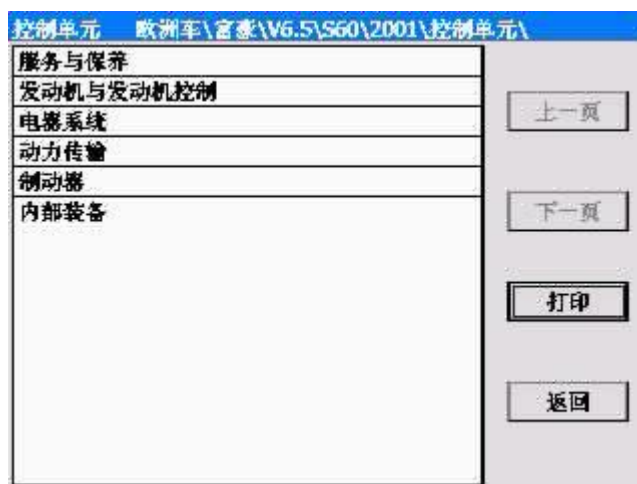 控制单元 欧洲车\富豪\V6.5\S60\2001\控制单元\
服务与保养
发动机与发动机控制
电器系统
动力传输
制动器
内部装备
上一页
下一页
打印
返回